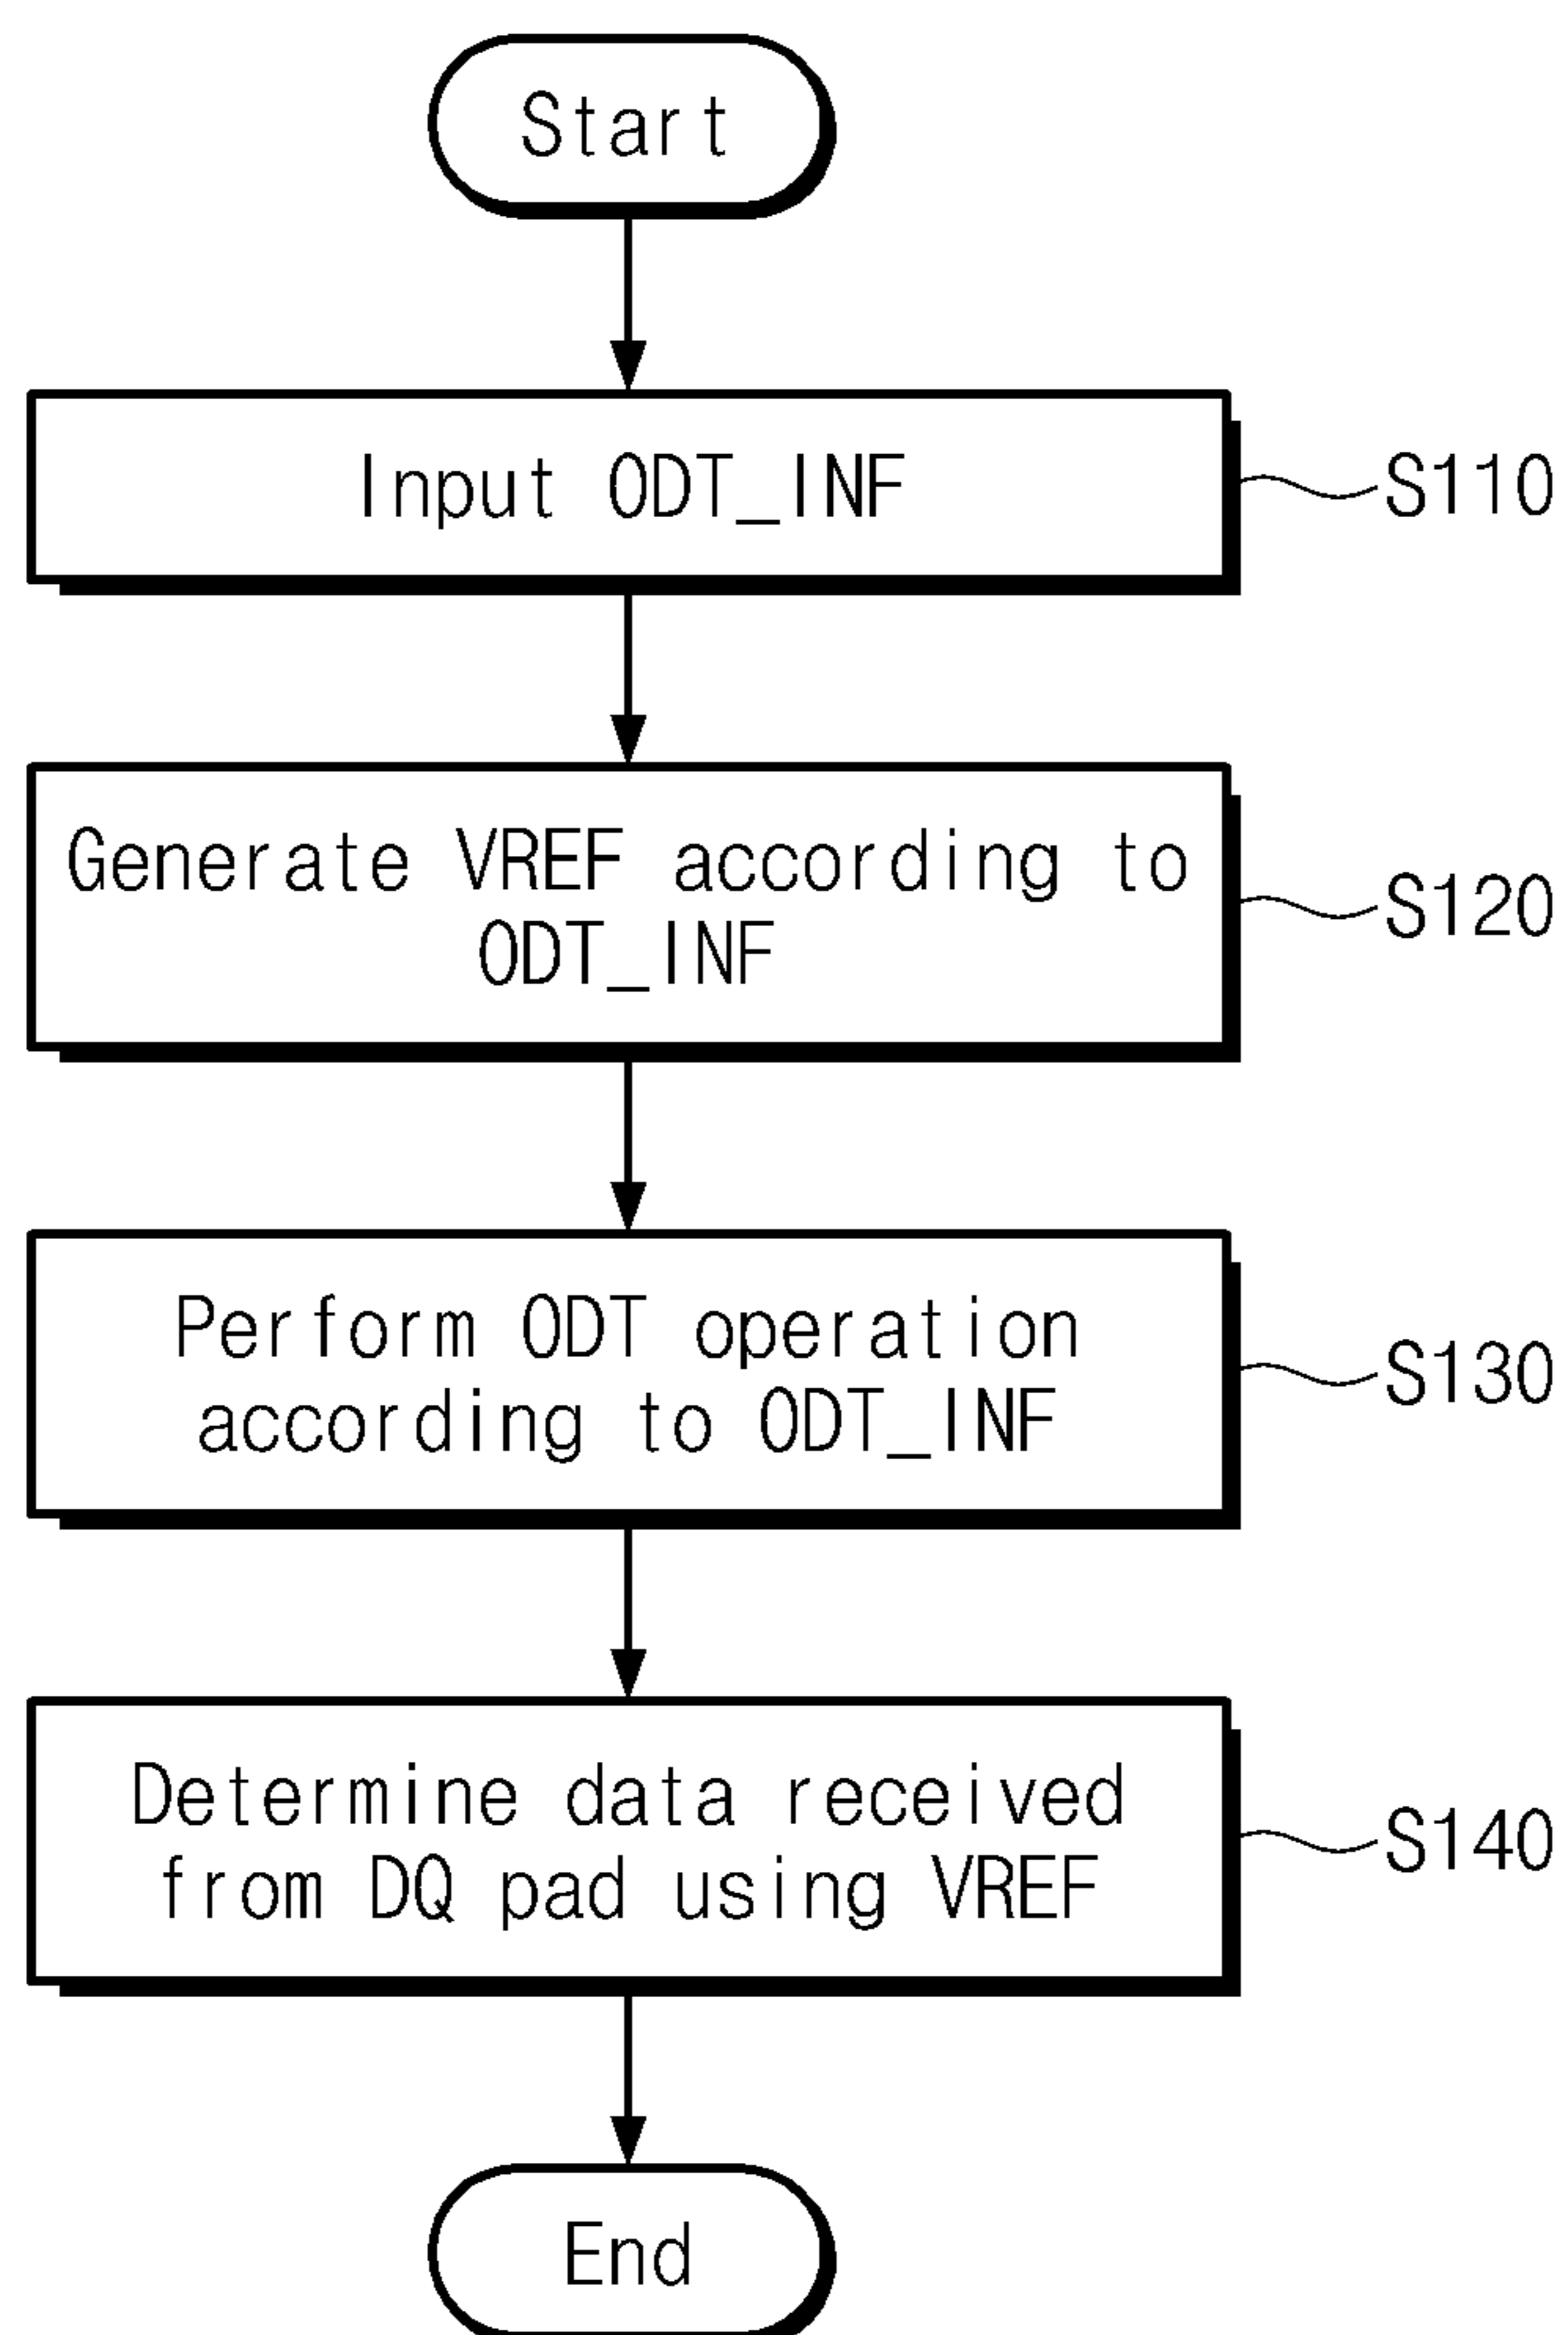 Start
Input ODT_INF
S110
Generate VREF according to
ODT_INF
S120
Perform ODT operation
according to ODT_INF
S130
Determine data received
from DQ pad using VREF
S140
End